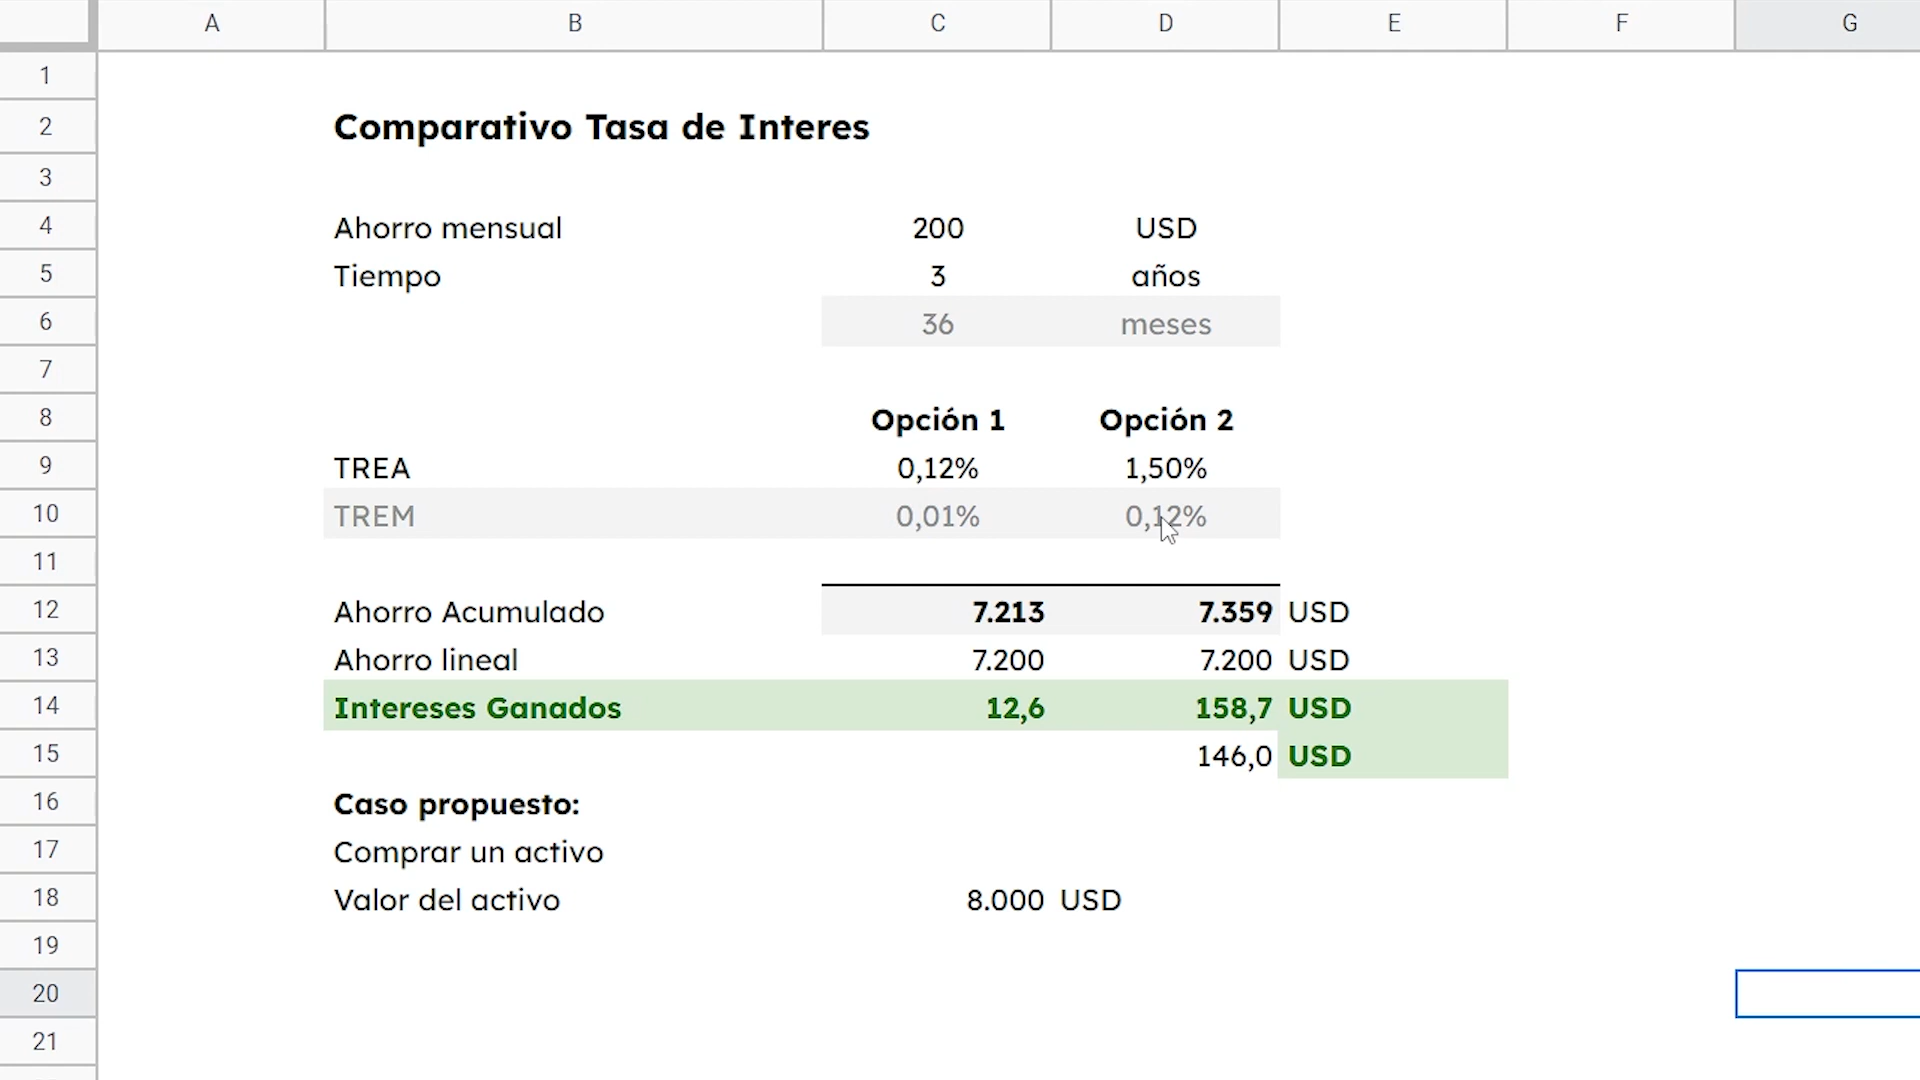 A B C D E F G
1
2 Comparativo Tasa de Interes
3
4 Ahorro mensual 200 USD
5 Tiempo 3 años
6 36 meses
7
8 Opción 1 Opción 2
9 TREA 0,12% 1,50%
10 TREM 0,01% 0,12%
11
12 Ahorro Acumulado 7.213 7.359 USD
13 Ahorro lineal 7.200 7.200 USD
14 Intereses Ganados 12,6 158,7 USD
15 146,0 USD
16 Caso propuesto:
17 Comprar un activo
18 Valor del activo 8.000 USD
19
20
21